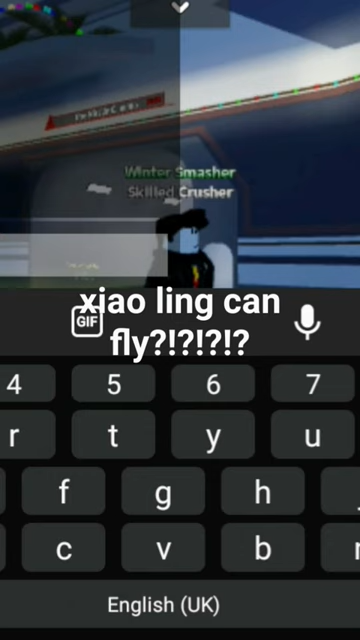 Winter Smasher
Skilled Crusher
xiao ling can
fly?!?!?!?
GIF
4 5 6 7
r t y u
f g h
c v b
English (UK)